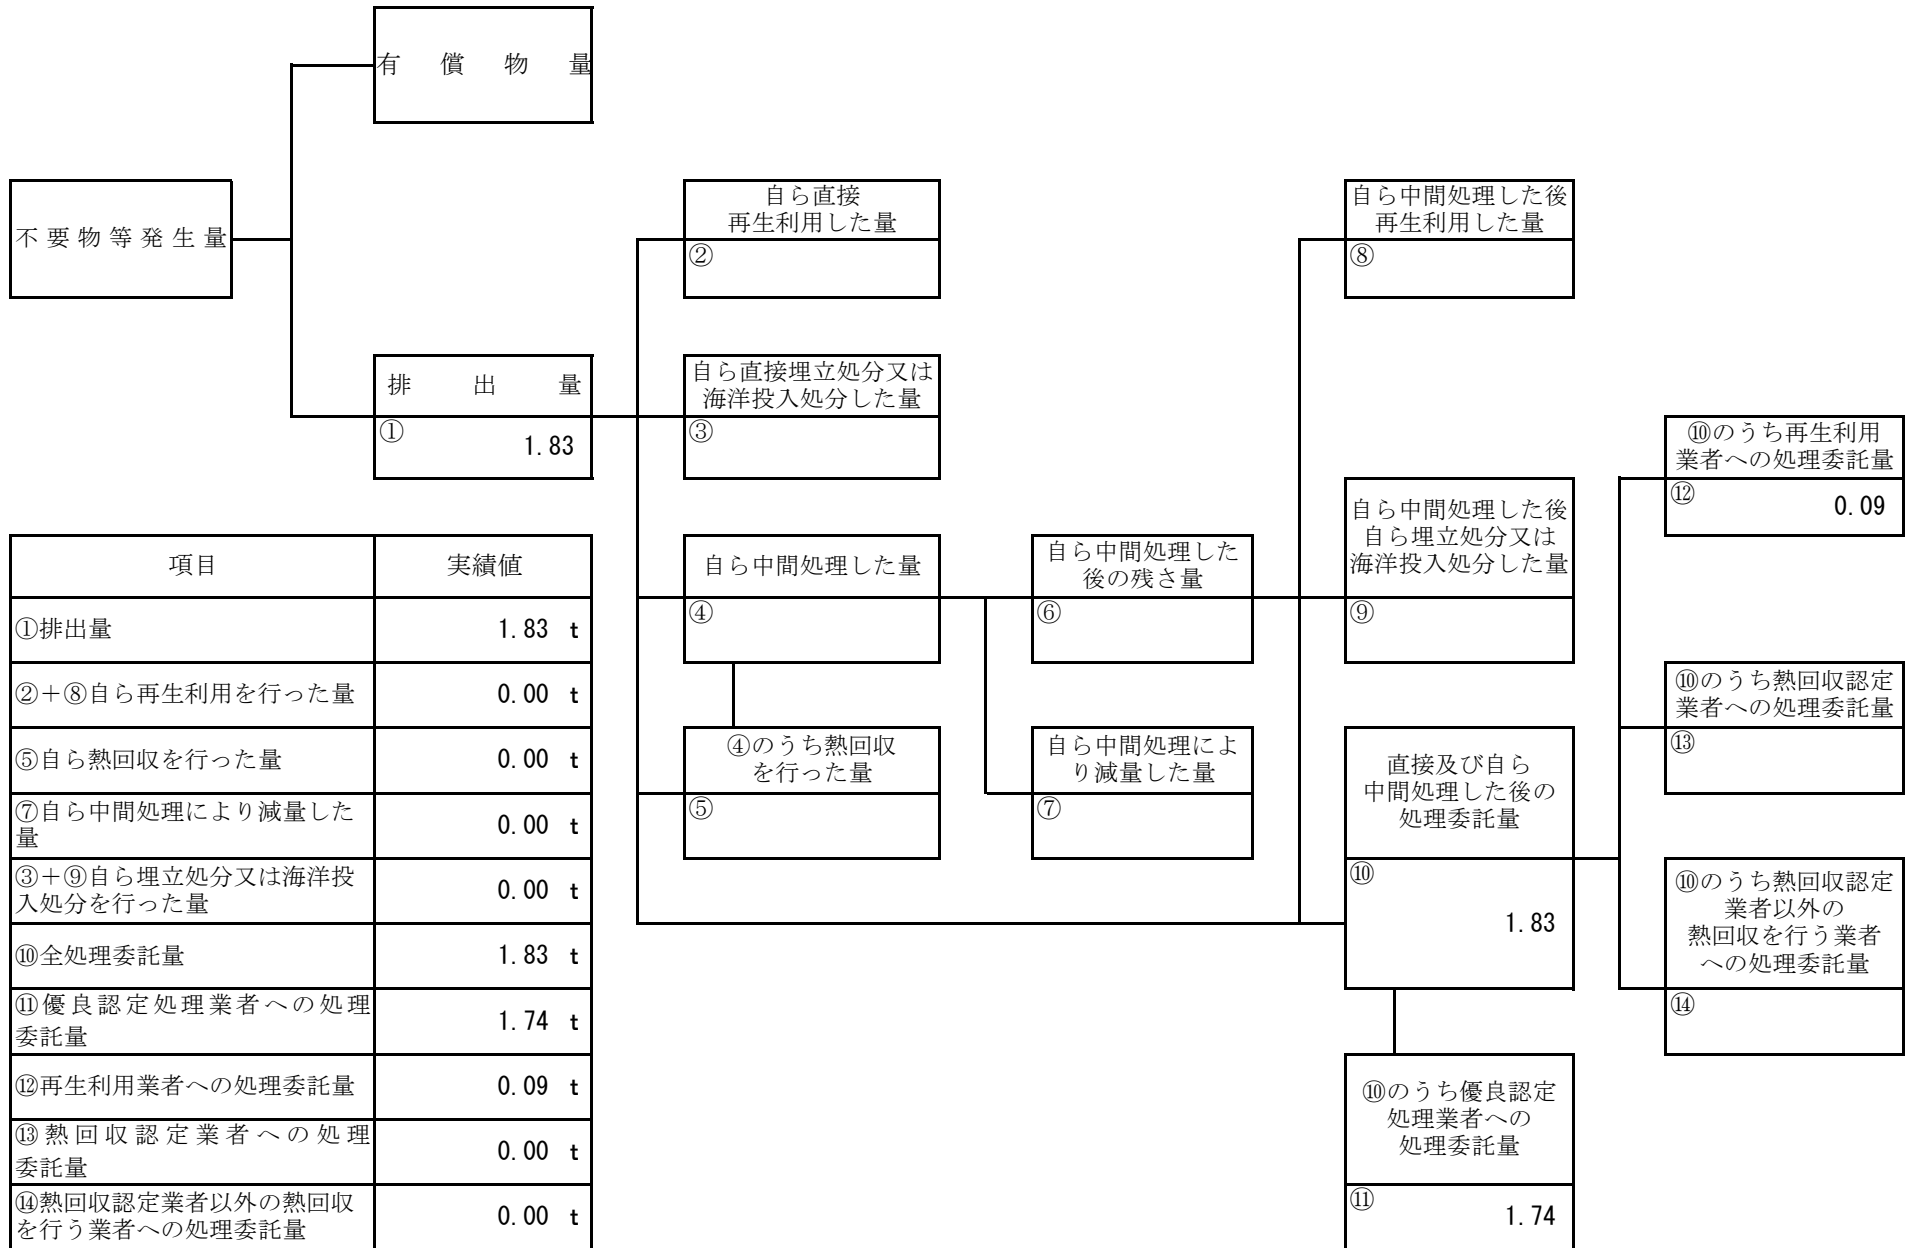 有償物量
不要物等発生量
自ら直接
再生利用した量
②
自ら中間処理した後
再生利用した量
⑧
排出量
①
1.83
自ら直接埋立処分又は
海洋投入処分した量
③
⑩のうち再生利用
業者への処理委託量
⑫
0.09
自ら中間処理した量
④
自ら中間処理した
後の残さ量
⑥
自ら中間処理した後
自ら埋立処分又は
海洋投入処分した量
⑨
⑩のうち熱回収認定
業者への処理委託量
⑬
④のうち熱回収
を行った量
⑤
自ら中間処理によ
り減量した量
⑦
直接及び自ら
中間処理した後の
処理委託量
⑩
1.83
⑩のうち熱回収認定
業者以外の
熱回収を行う業者
への処理委託量
⑭
⑩のうち優良認定
処理業者への
処理委託量
⑪
1.74
項目 実績値
①排出量 1.83 t
②＋⑧自ら再生利用を行った量 0.00 t
⑤自ら熱回収を行った量 0.00 t
⑦自ら中間処理により減量した
量 0.00 t
③＋⑨自ら埋立処分又は海洋投
入処分を行った量 0.00 t
⑩全処理委託量 1.83 t
⑪優良認定処理業者への処理
委託量 1.74 t
⑫再生利用業者への処理委託量 0.09 t
⑬熱回収認定業者への処理
委託量 0.00 t
⑭熱回収認定業者以外の熱回収
を行う業者への処理委託量 0.00 t